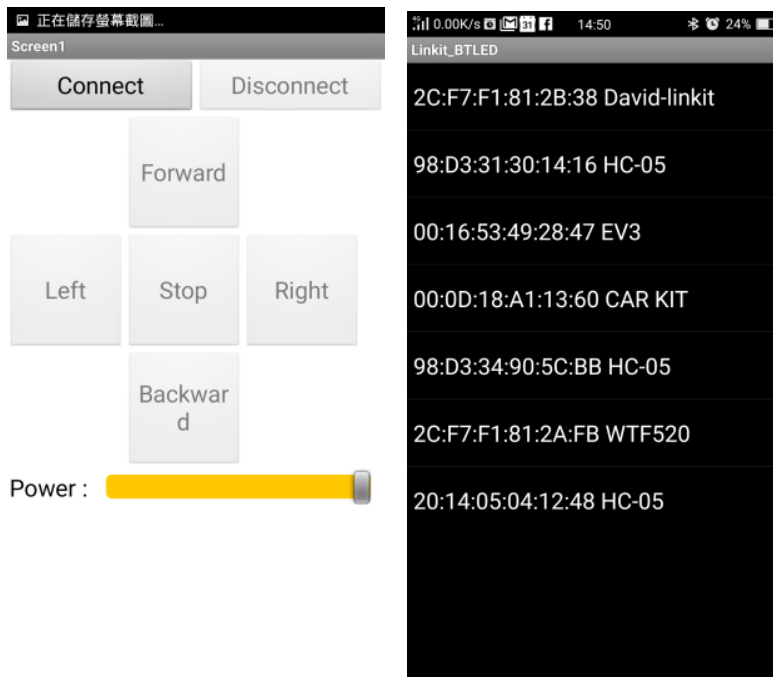 正在儲存螢幕截圖...
Screen1
Connect
Disconnect
Forward
Left
Stop
Right
Backwar
d
Power :
4G 0.00K/s 31 14:50 24%
Linkit_BTLED
2C:F7:F1:81:2B:38 David-linkit
98:D3:31:30:14:16 HC-05
00:16:53:49:28:47 EV3
00:0D:18:A1:13:60 CAR KIT
98:D3:34:90:5C:BB HC-05
2C:F7:F1:81:2A:FB WTF520
20:14:05:04:12:48 HC-05